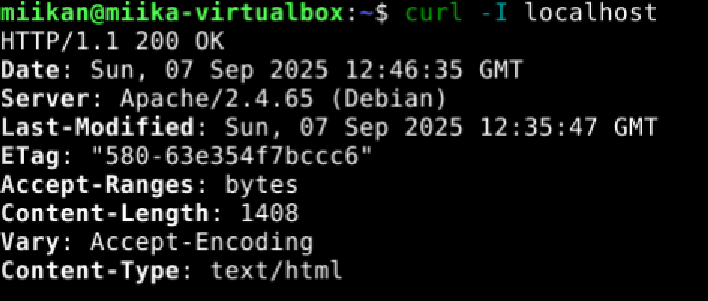 miikan@miika-virtualbox:~$ curl -I localhost
HTTP/1.1 200 OK
Date: Sun, 07 Sep 2025 12:46:35 GMT
Server: Apache/2.4.65 (Debian)
Last-Modified: Sun, 07 Sep 2025 12:35:47 GMT
ETag: "580-63e354f7bccc6"
Accept-Ranges: bytes
Content-Length: 1408
Vary: Accept-Encoding
Content-Type: text/html